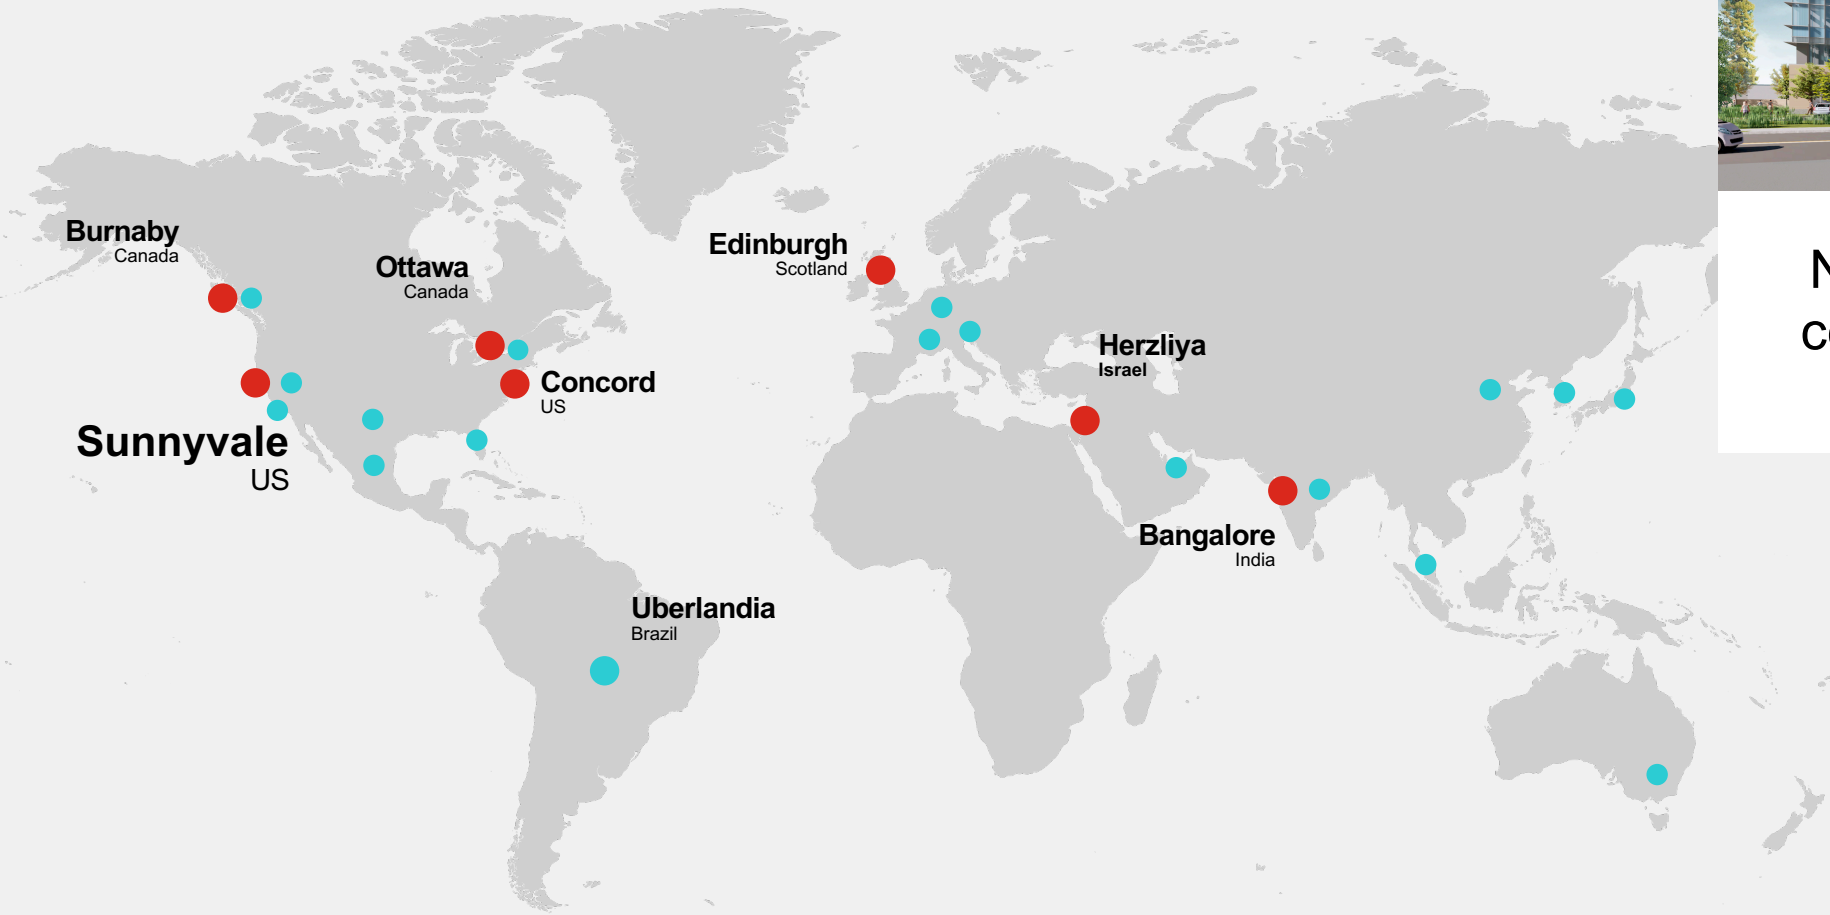 Burnaby
Canada
Ottawa
Canada
Edinburgh
Scotland
Herzliya
Israel
Concord
US
Sunnyvale
US
Bangalore
India
Uberlandia
Brazil